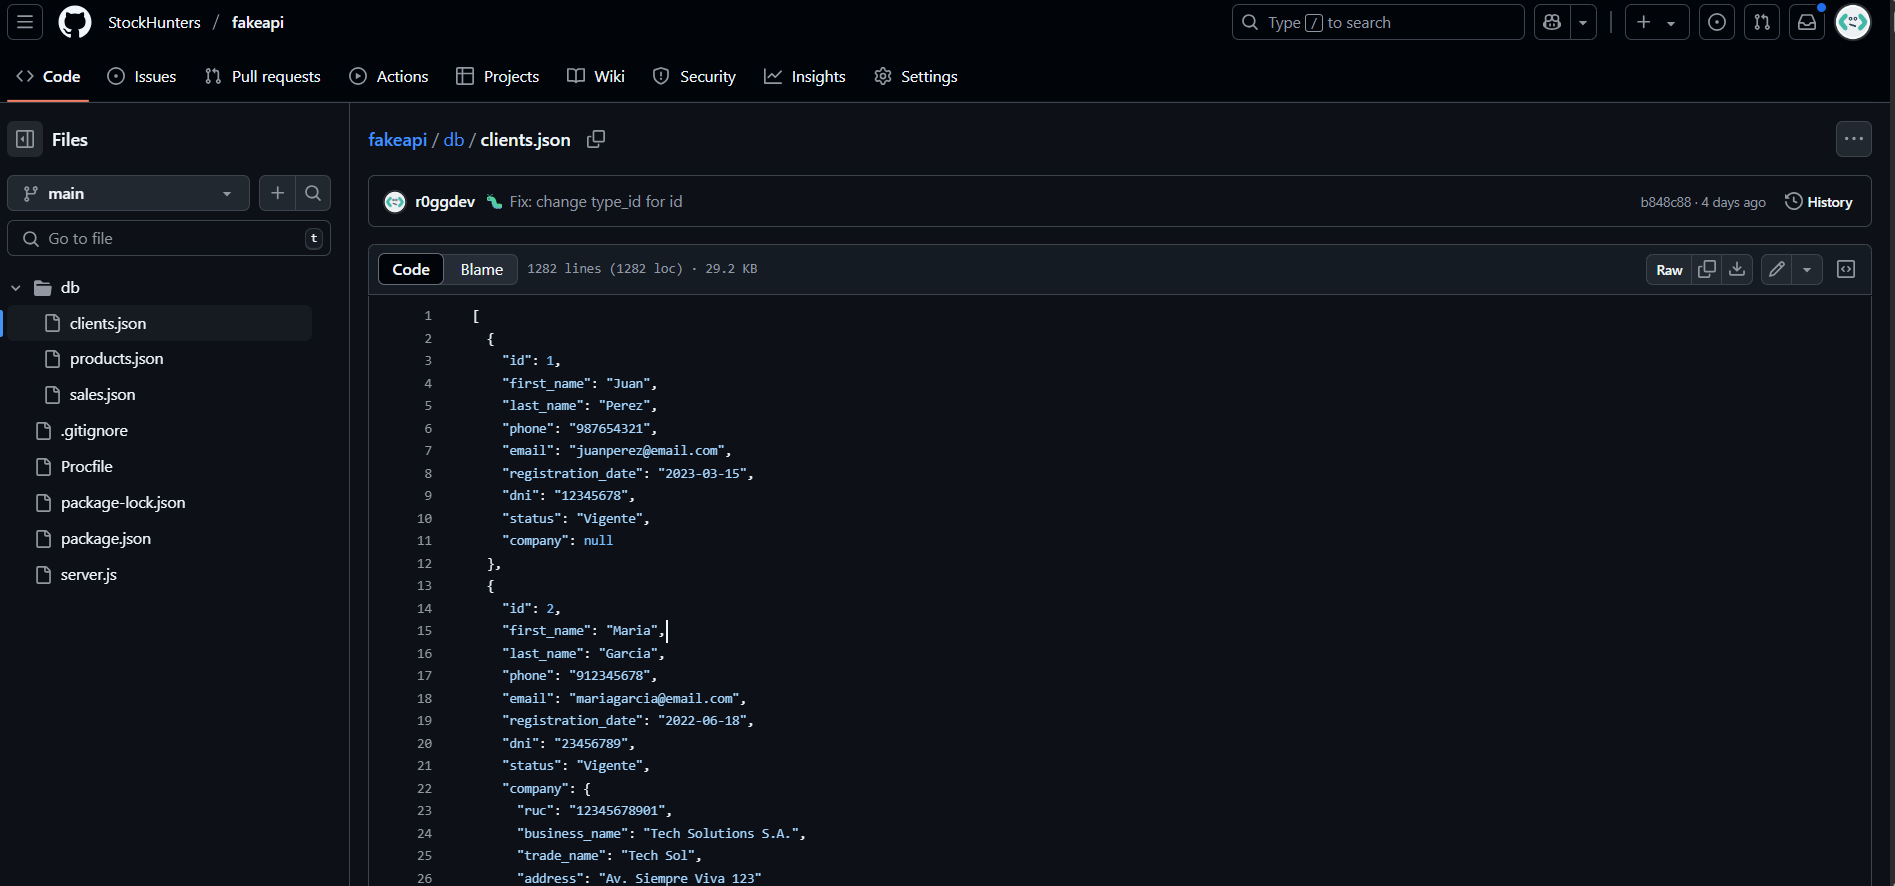 StockHunters / fakeapi
Type / to search
Code Issues Pull requests Actions Projects Wiki Security Insights Settings
Files
main
Go to file t
db
clients.json
products.json
sales.json
.gitignore
Procfile
package-lock.json
package.json
server.js
fakeapi / db / clients.json
r0ggdev Fix: change type_id for id
b848c88 · 4 days ago History
Code Blame 1282 lines (1282 loc) · 29.2 KB Raw
1 [
2 {
3 "id": 1,
4 "first_name": "Juan",
5 "last_name": "Perez",
6 "phone": "987654321",
7 "email": "juanperez@email.com",
8 "registration_date": "2023-03-15",
9 "dni": "12345678",
10 "status": "Vigente",
11 "company": null
12 },
13 {
14 "id": 2,
15 "first_name": "Maria",
16 "last_name": "Garcia",
17 "phone": "912345678",
18 "email": "mariagarcia@email.com",
19 "registration_date": "2022-06-18",
20 "dni": "23456789",
21 "status": "Vigente",
22 "company": {
23 "ruc": "12345678901",
24 "business_name": "Tech Solutions S.A.",
25 "trade_name": "Tech Sol",
26 "address": "Av. Siempre Viva 123"